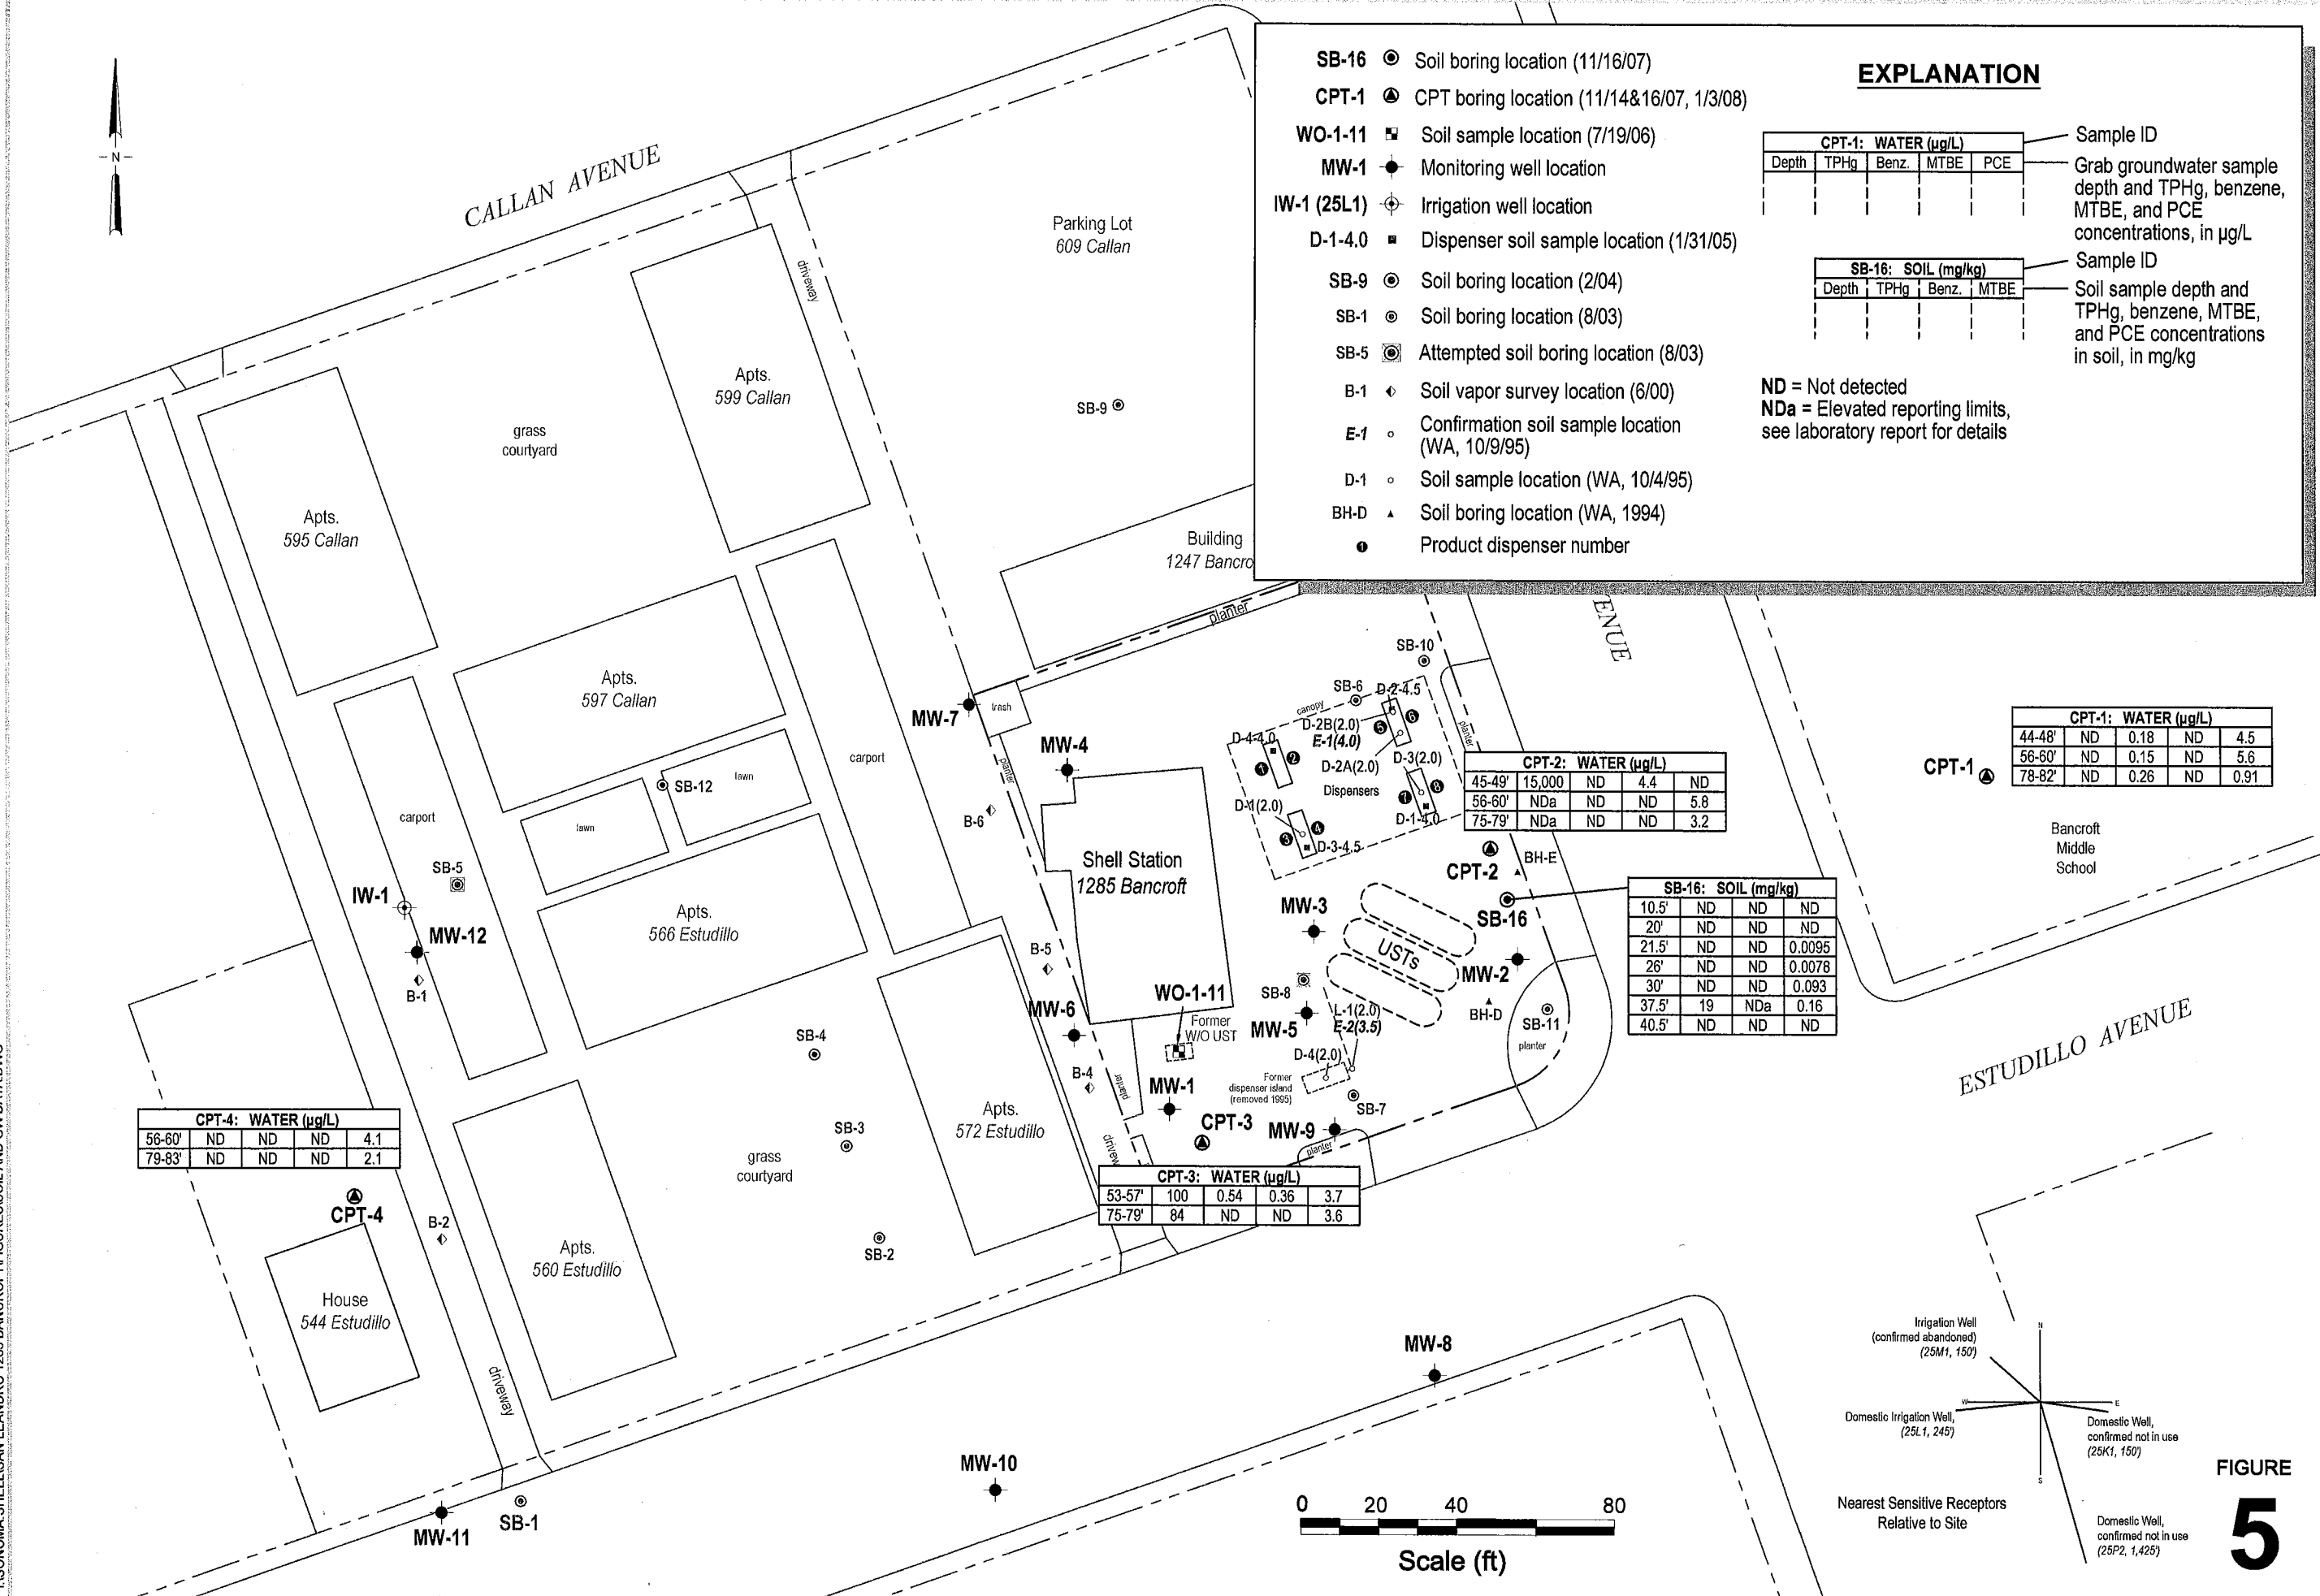 SB-16 Soil boring location (11/16/07)
CPT-1 CPT boring location (11/14&16/07, 1/3/08)
WO-1-11 Soil sample location (7/19/06)
MW-1 Monitoring well location
IW-1 (25L1) Irrigation well location
D-1-4.0 Dispenser soil sample location (1/31/05)
SB-9 Soil boring location (2/04)
SB-1 Soil boring location (8/03)
SB-5 Attempted soil boring location (8/03)
B-1 Soil vapor survey location (6/00)
E-1 Confirmation soil sample location
(WA, 10/9/95)
D-1 Soil sample location (WA, 10/4/95)
BH-D Soil boring location (WA, 1994)
1 Product dispenser number
EXPLANATION
CPT-1: WATER (µg/L)
Depth TPHg Benz. MTBE PCE
Sample ID
Grab groundwater sample
depth and TPHg, benzene,
MTBE, and PCE
concentrations, in µg/L
SB-16: SOIL (mg/kg)
Depth TPHg Benz. MTBE
Sample ID
Soil sample depth and
TPHg, benzene, MTBE,
and PCE concentrations
in soil, in mg/kg
ND = Not detected
NDa = Elevated reporting limits,
see laboratory report for details
N
CALLAN AVENUE
Parking Lot
609 Callan
driveway
Apts.
599 Callan
SB-9
grass
courtyard
Apts.
595 Callan
Building
1247 Bancro
planter
ENUE
Apts.
597 Callan
carport
MW-7
trash
MW-4
planter
SB-12
lawn
lawn
carport
B-6
SB-5
IW-1
MW-12
B-1
Apts.
566 Estudillo
Shell Station
1285 Bancroft
B-5
SB-10
SB-6
D-2-4.5
canopy
D-2B(2.0)
5 6
E-1(4.0)
D-4-4.0
1 2
D-2A(2.0)
D-3(2.0)
planter
Dispensers
7 8
D-1(2.0)
D-1-4.0
3 4
D-3-4.5
CPT-2: WATER (µg/L)
45-49' 15,000 ND 4.4 ND
56-60' NDa ND ND 5.8
75-79' NDa ND ND 3.2
CPT-2
BH-E
CPT-1
CPT-1: WATER (µg/L)
44-48' ND 0.18 ND 4.5
56-60' ND 0.15 ND 5.6
78-82' ND 0.26 ND 0.91
Bancroft
Middle
School
SB-16
SB-16: SOIL (mg/kg)
10.5' ND ND ND
20' ND ND ND
21.5' ND ND 0.0095
26' ND ND 0.0078
30' ND ND 0.093
37.5' 19 NDa 0.16
40.5' ND ND ND
MW-3
USTs
MW-2
SB-8
MW-5
L-1(2.0)
E-2(3.5)
BH-D
SB-11
planter
WO-1-11
Former
W/O UST
MW-6
D-4(2.0)
Former
dispenser island
(removed 1995)
SB-7
B-4
planter
MW-1
CPT-3
MW-9
planter
ESTUDILLO AVENUE
SB-4
SB-3
SB-2
grass
courtyard
Apts.
572 Estudillo
CPT-3: WATER (µg/L)
53-57' 100 0.54 0.36 3.7
75-79' 84 ND ND 3.6
CPT-4: WATER (µg/L)
56-60' ND ND ND 4.1
79-83' ND ND ND 2.1
CPT-4
B-2
House
544 Estudillo
Apts.
560 Estudillo
driveway
MW-11
SB-1
MW-10
MW-8
0 20 40 80
Scale (ft)
Irrigation Well
(confirmed abandoned)
(25M1, 150')
N
W E
S
Domestic Irrigation Well,
(25L1, 245')
Domestic Well,
confirmed not in use
(25K1, 150')
Nearest Sensitive Receptors
Relative to Site
Domestic Well,
confirmed not in use
(25P2, 1,425')
FIGURE
5